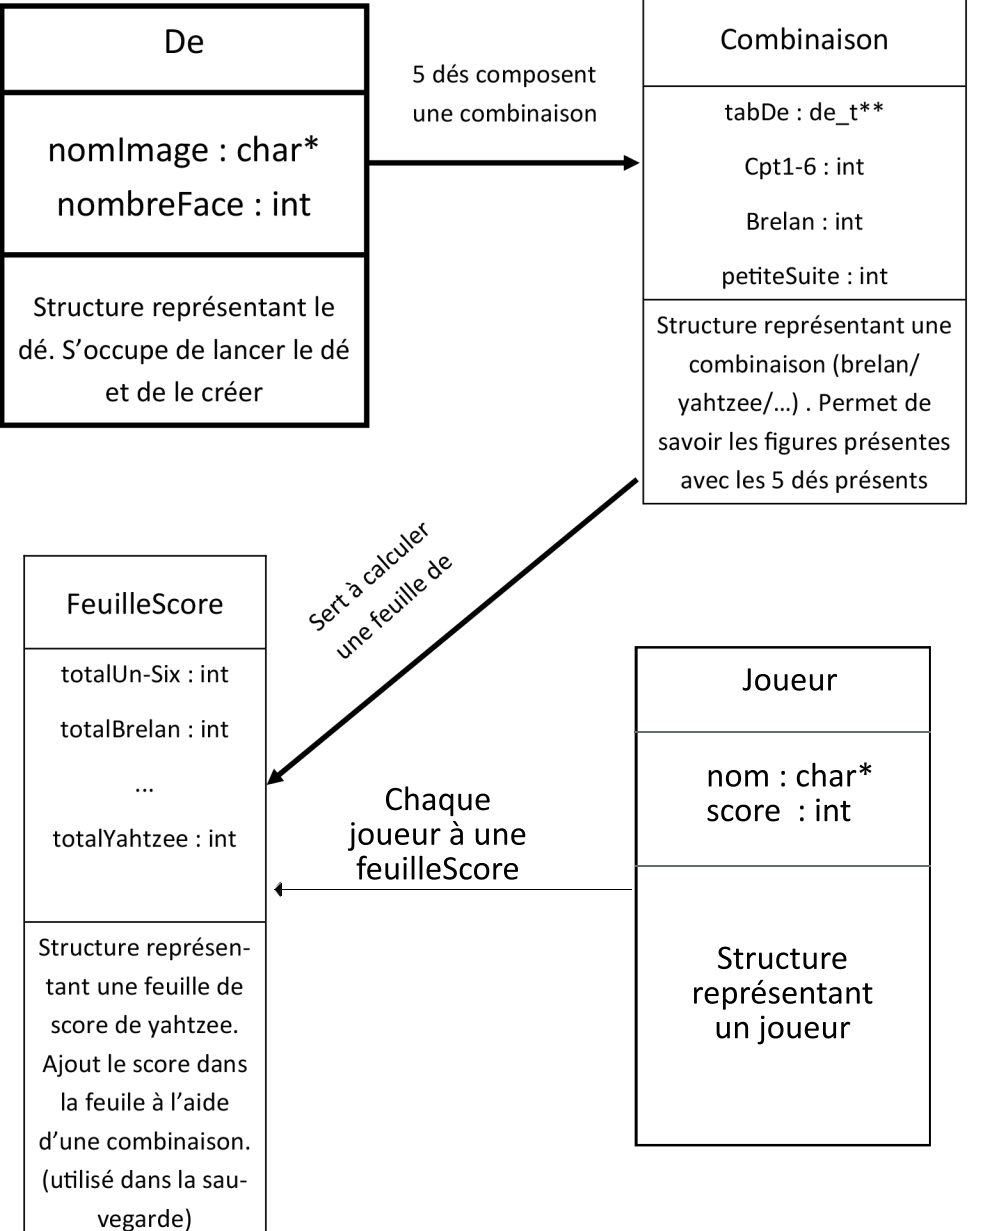 De
nomImage : char*
nombreFace : int
Structure représentant le
dé. S’occupe de lancer le dé
et de le créer
5 dés composent
une combinaison
Combinaison
tabDe : de_t**
Cpt1-6 : int
Brelan : int
petiteSuite : int
Structure représentant une
combinaison (brelan/
yahtzee/...) . Permet de
savoir les figures présentes
avec les 5 dés présents
Sert à calculer
une feuille de
FeuilleScore
totalUn-Six : int
totalBrelan : int
...
totalYahtzee : int
Structure représen-
tant une feuille de
score de yahtzee.
Ajout le score dans
la feuile à l’aide
d’une combinaison.
(utilisé dans la sau-
vegarde)
Chaque
joueur à une
feuilleScore
Joueur
nom : char*
score : int
Structure
représentant
un joueur